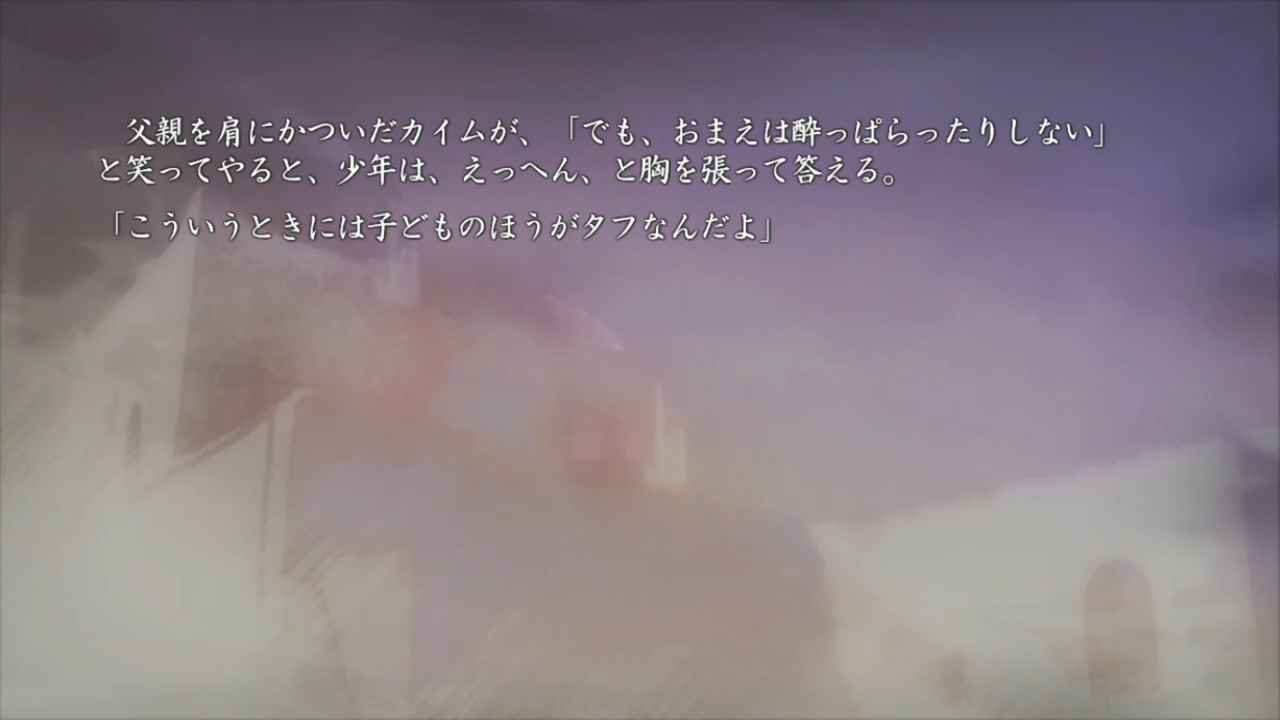 父親を肩にかついだカイムが、「でも、おまえは酔っぱらったりしない」
と笑ってやると、少年は、えっへん、と胸を張って答える。
「こういうときには子どものほうがタフなんだよ」